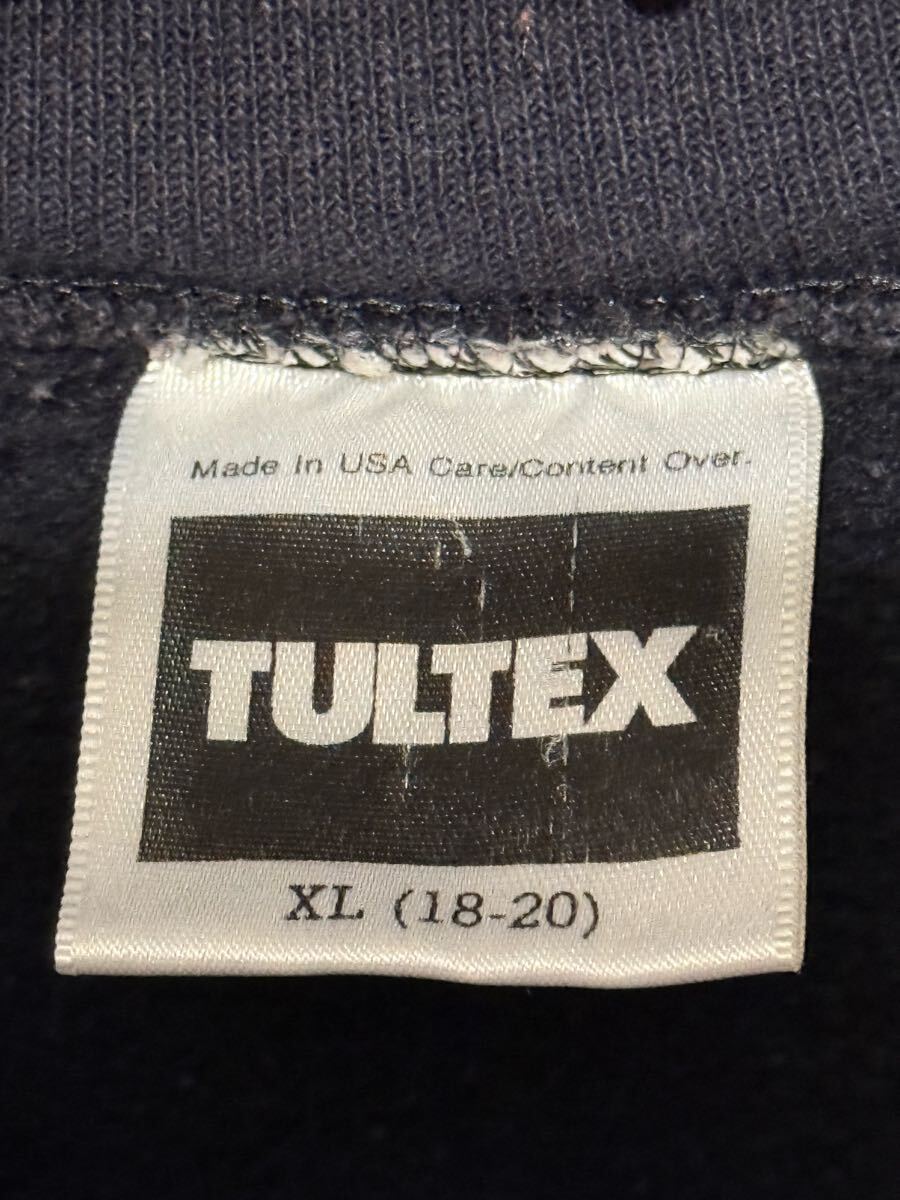 Made In USA Care/Content Over.
TULTEX
XL (18-20)